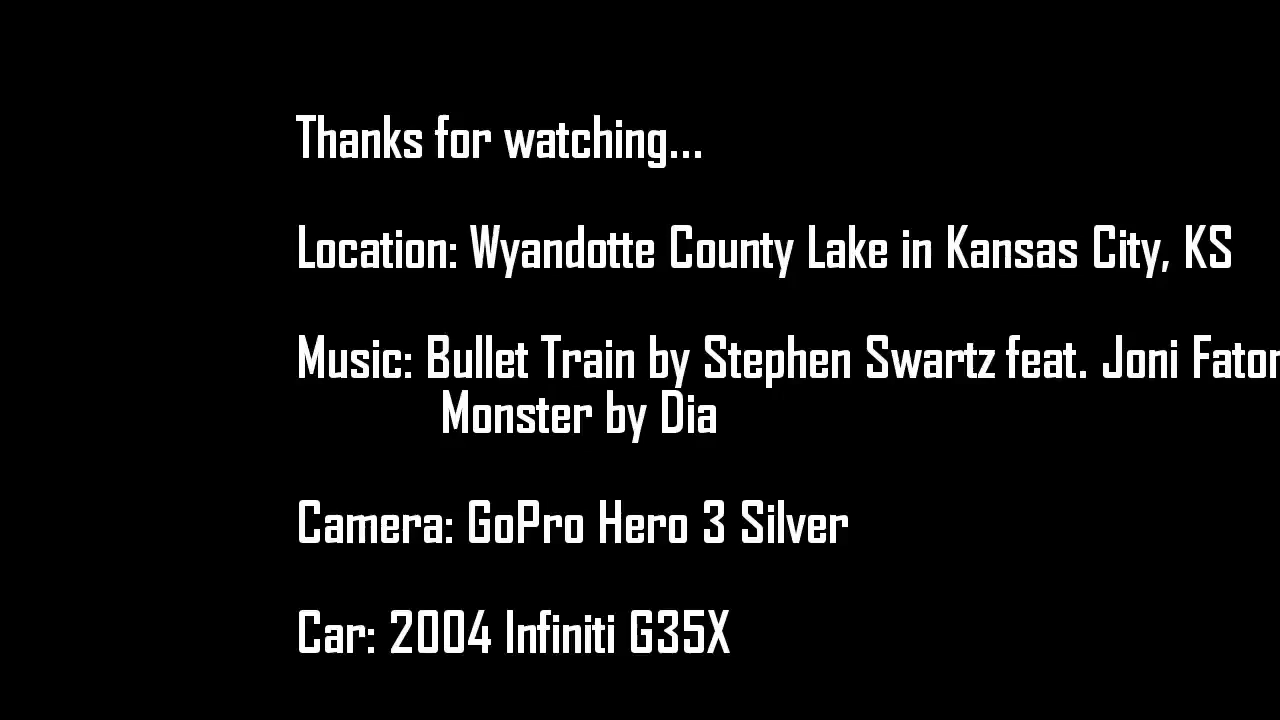 Thanks for watching...
Location: Wyandotte County Lake in Kansas City, KS
Music: Bullet Train by Stephen Swartz feat. Joni
Monster by Dia
Camera: GoPro Hero 3 Silver
Car: 2004 Infiniti G35X